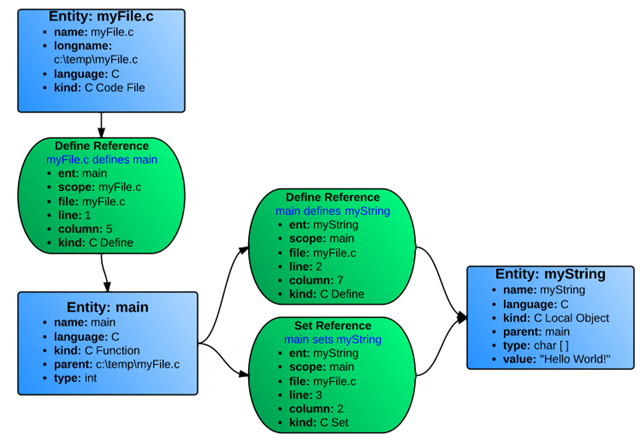 Entity: myFile.c
• name: myFile.c
• longname:
c:\temp\myFile.c
• language: C
• kind: C Code File
Define Reference
myFile.c defines main
• ent: main
• scope: myFile.c
• file: myFile.c
• line: 1
• column: 5
• kind: C Define
Entity: main
• name: main
• language: C
• kind: C Function
• parent: c:\temp\myFile.c
• type: int
Define Reference
main defines myString
• ent: myString
• scope: main
• file: myFile.c
• line: 2
• column: 7
• kind: C Define
Set Reference
main sets myString
• ent: myString
• scope: main
• file: myFile.c
• line: 3
• column: 2
• kind: C Set
Entity: myString
• name: myString
• language: C
• kind: C Local Object
• parent: main
• type: char [ ]
• value: "Hello World!"